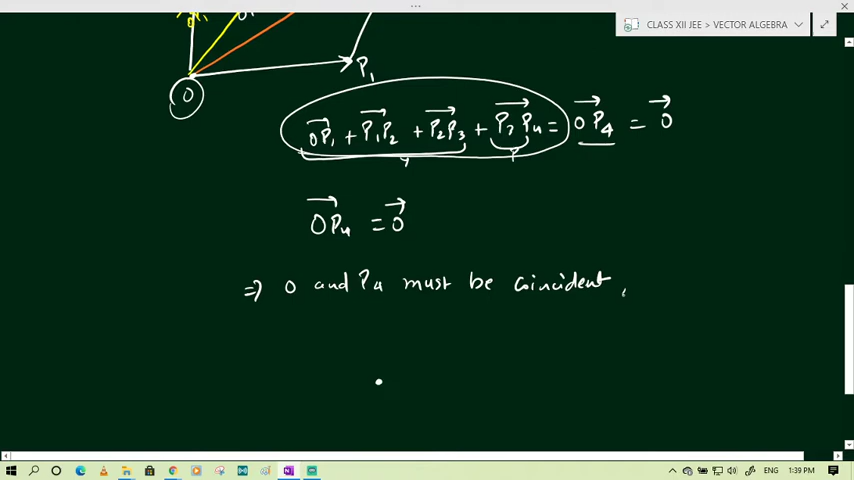 CLASS XII JEE > VECTOR ALGEBRA
O
P₁
OP₁ + P₁P₂ + P₂P₃ + P₃P₄ = OP₄ = 0
OP₄ = 0
⇒ O and P₄ must be coincident,
ENG 1:39 PM